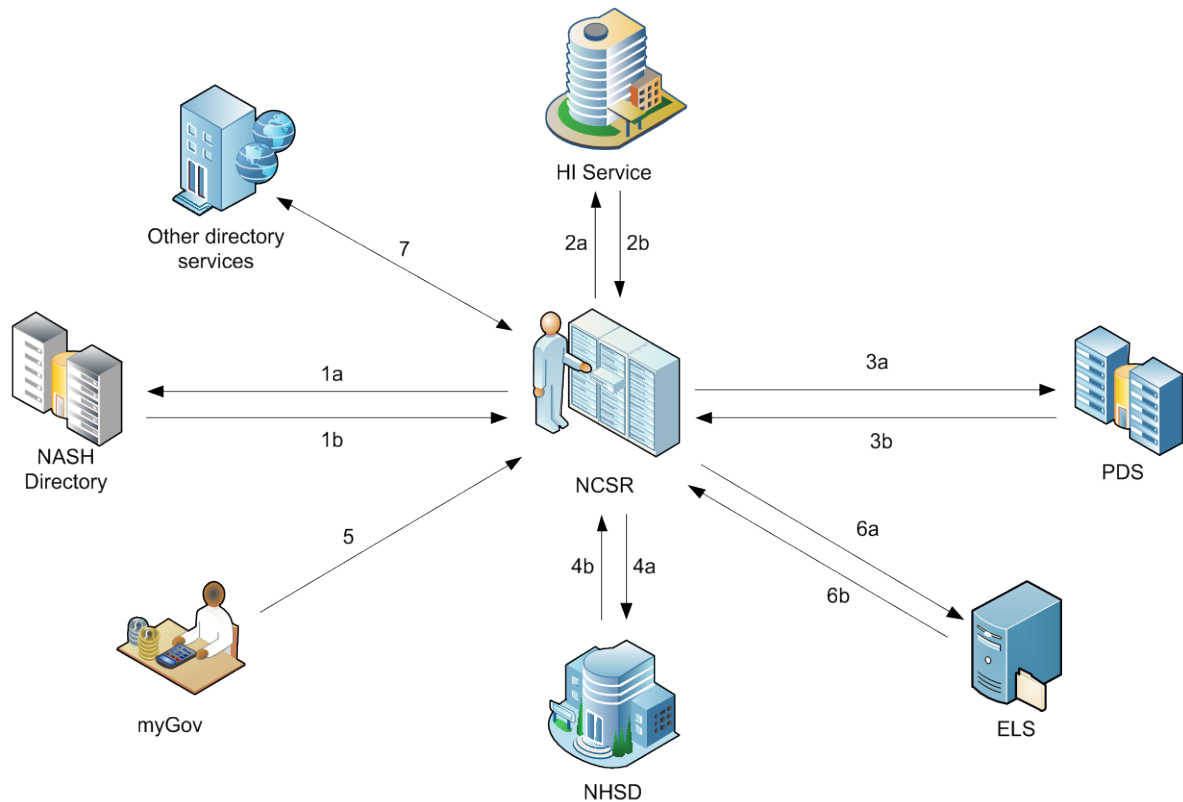 HI Service
Other directory
services
7
2a
2b
1a
1b
3a
3b
NASH
Directory
NCSR
PDS
5
4b
4a
6a
6b
myGov
ELS
NHSD